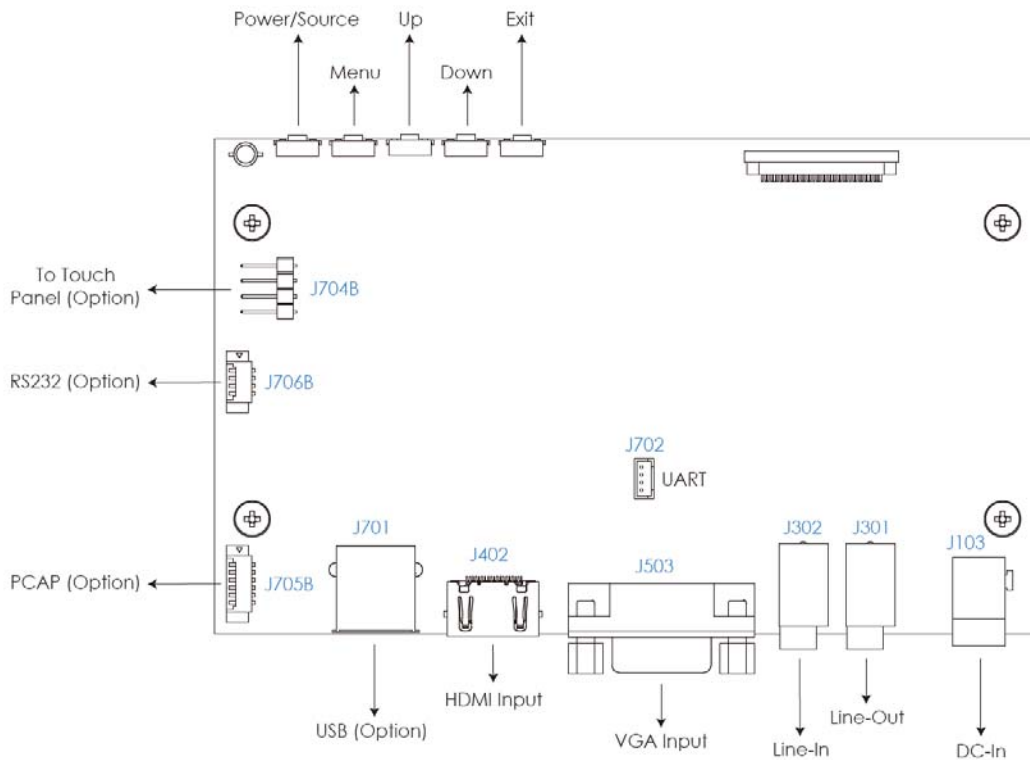 Power/Source
Up
Exit
Menu
Down
To Touch
Panel (Option)
J704B
RS232 (Option)
J706B
J702
UART
J701
J402
J503
J302
J301
J103
PCAP (Option)
J705B
HDMI Input
USB (Option)
VGA Input
Line-Out
Line-In
DC-In